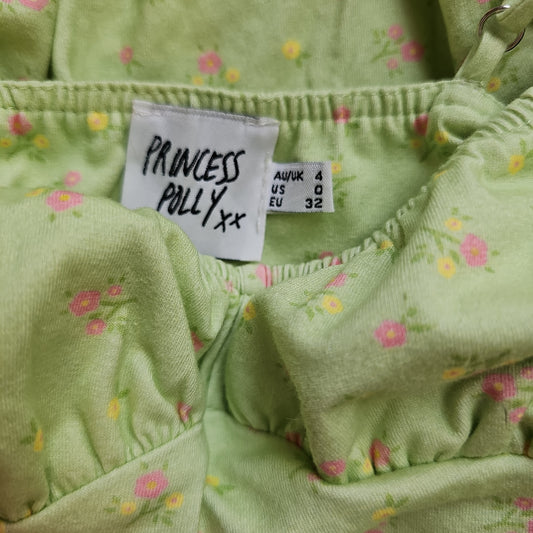 PRINCESS
POLLY
xx
AU/UK 4
US 0
EU 32